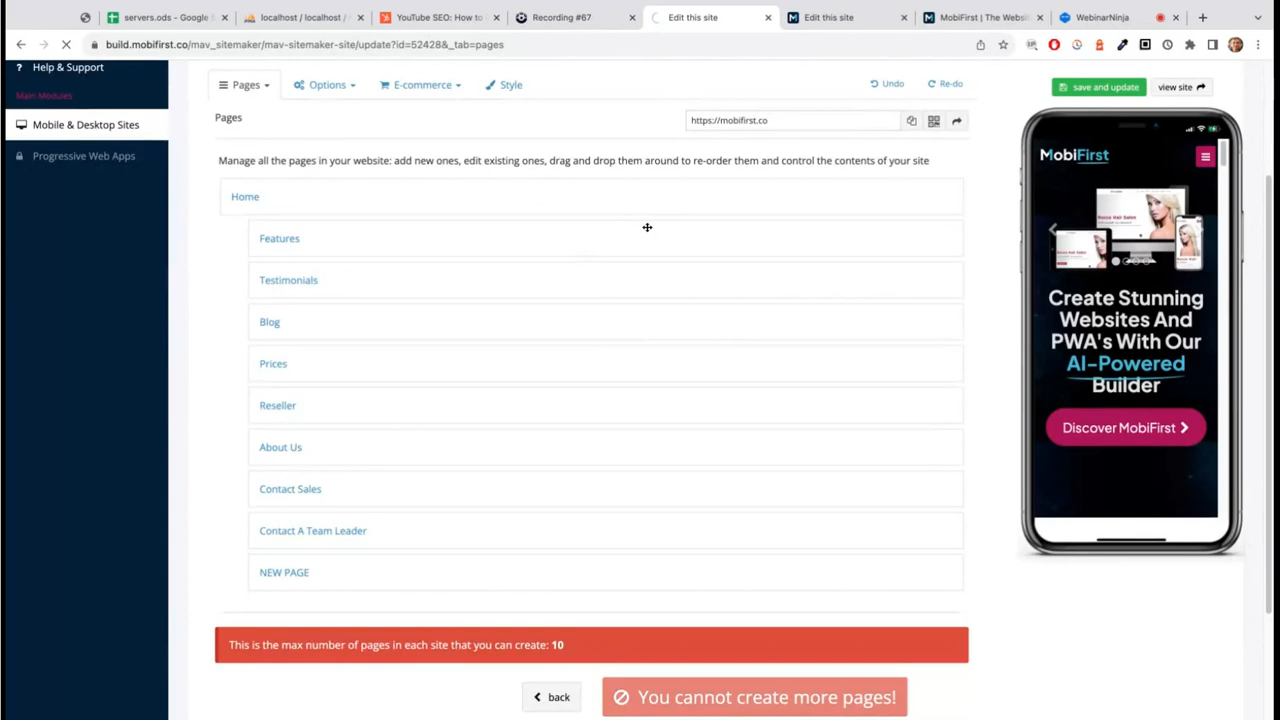 servers.ods - Google
localhost / localhost /
YouTube SEO: How to
Recording #67
Edit this site
Edit this site
MobiFirst | The Websi
WebinarNinja
build.mobifirst.co/mav_sitemaker/mav-sitemaker-site/update?id=52428&_tab=pages
? Help & Support
Main Modules
Mobile & Desktop Sites
Progressive Web Apps
Pages
Options
E-commerce
Style
Undo
Re-do
save and update
view site
Pages
https://mobifirst.co
Manage all the pages in your website: add new ones, edit existing ones, drag and drop them around to re-order them and control the contents of your site
Home
Features
Testimonials
Blog
Prices
Reseller
About Us
Contact Sales
Contact A Team Leader
NEW PAGE
This is the max number of pages in each site that you can create: 10
back
You cannot create more pages!
MobiFirst
Create Stunning
Websites And
PWA's With Our
AI-Powered
Builder
Discover MobiFirst